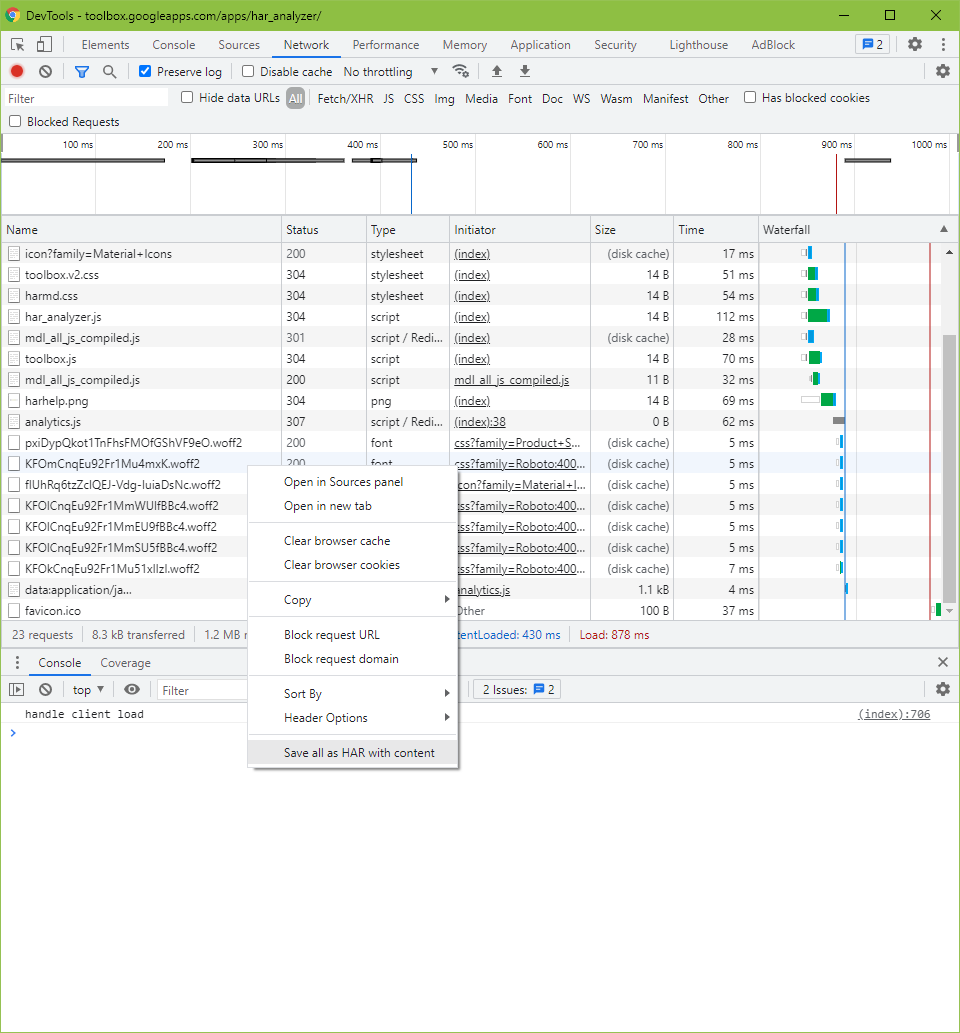 DevTools - toolbox.googleapps.com/apps/har_analyzer/
Elements Console Sources Network Performance Memory Application Security Lighthouse AdBlock 2
Preserve log Disable cache No throttling
Filter Hide data URLs All Fetch/XHR JS CSS Img Media Font Doc WS Wasm Manifest Other Has blocked cookies
Blocked Requests
100 ms 200 ms 300 ms 400 ms 500 ms 600 ms 700 ms 800 ms 900 ms 1000 ms
Name Status Type Initiator Size Time Waterfall
icon?family=Material+Icons 200 stylesheet (index) (disk cache) 17 ms
toolbox.v2.css 304 stylesheet (index) 14 B 51 ms
harmd.css 304 stylesheet (index) 14 B 54 ms
har_analyzer.js 304 script (index) 14 B 112 ms
mdl_all_js_compiled.js 301 script / Redi... (index) (disk cache) 28 ms
toolbox.js 304 script (index) 14 B 70 ms
mdl_all_js_compiled.js 200 script mdl_all_js_compiled.js 11 B 32 ms
harhelp.png 304 png (index) 14 B 69 ms
analytics.js 307 script / Redi... (index):38 0 B 62 ms
pxiDypQkot1TnFhsFMOfGShVF9eO.woff2 200 font css?family=Product+S... (disk cache) 5 ms
KFOmCnqEu92Fr1Mu4mxK.woff2 200 font css?family=Roboto:400... (disk cache) 5 ms
flUhRq6tzZclQEJ-Vdg-IuiaDsNc.woff2 icon?family=Material+I... (disk cache) 5 ms
KFOlCnqEu92Fr1MmWUlfBBc4.woff2 css?family=Roboto:400... (disk cache) 5 ms
KFOlCnqEu92Fr1MmEU9fBBc4.woff2 css?family=Roboto:400... (disk cache) 5 ms
KFOlCnqEu92Fr1MmSU5fBBc4.woff2 css?family=Roboto:400... (disk cache) 5 ms
KFOkCnqEu92Fr1Mu51xIIzI.woff2 css?family=Roboto:400... (disk cache) 7 ms
data:application/ja... analytics.js 1.1 kB 4 ms
favicon.ico Other 100 B 37 ms
23 requests 8.3 kB transferred 1.2 MB r ntentLoaded: 430 ms Load: 878 ms
Open in Sources panel
Open in new tab
Clear browser cache
Clear browser cookies
Copy
Block request URL
Block request domain
Sort By
Header Options
Save all as HAR with content
Console Coverage
top Filter 2 Issues: 2
handle client load (index):706